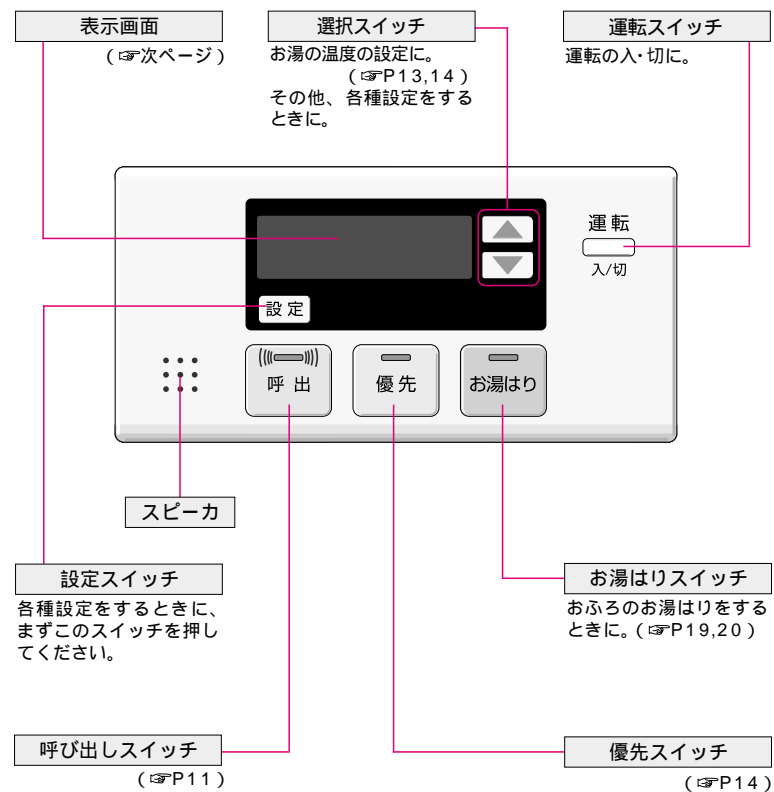 表示画面
(☞次ページ)
選択スイッチ
お湯の温度の設定に。
(☞P13,14)
その他、各種設定をする
ときに。
運転スイッチ
運転の入・切に。
運転
入/切
設定
呼出
優先
お湯はり
スピーカ
設定スイッチ
各種設定をするときに、
まずこのスイッチを押し
てください。
お湯はりスイッチ
おふろのお湯はりをする
ときに。(☞P19,20)
呼び出しスイッチ
(☞P11)
優先スイッチ
(☞P14)